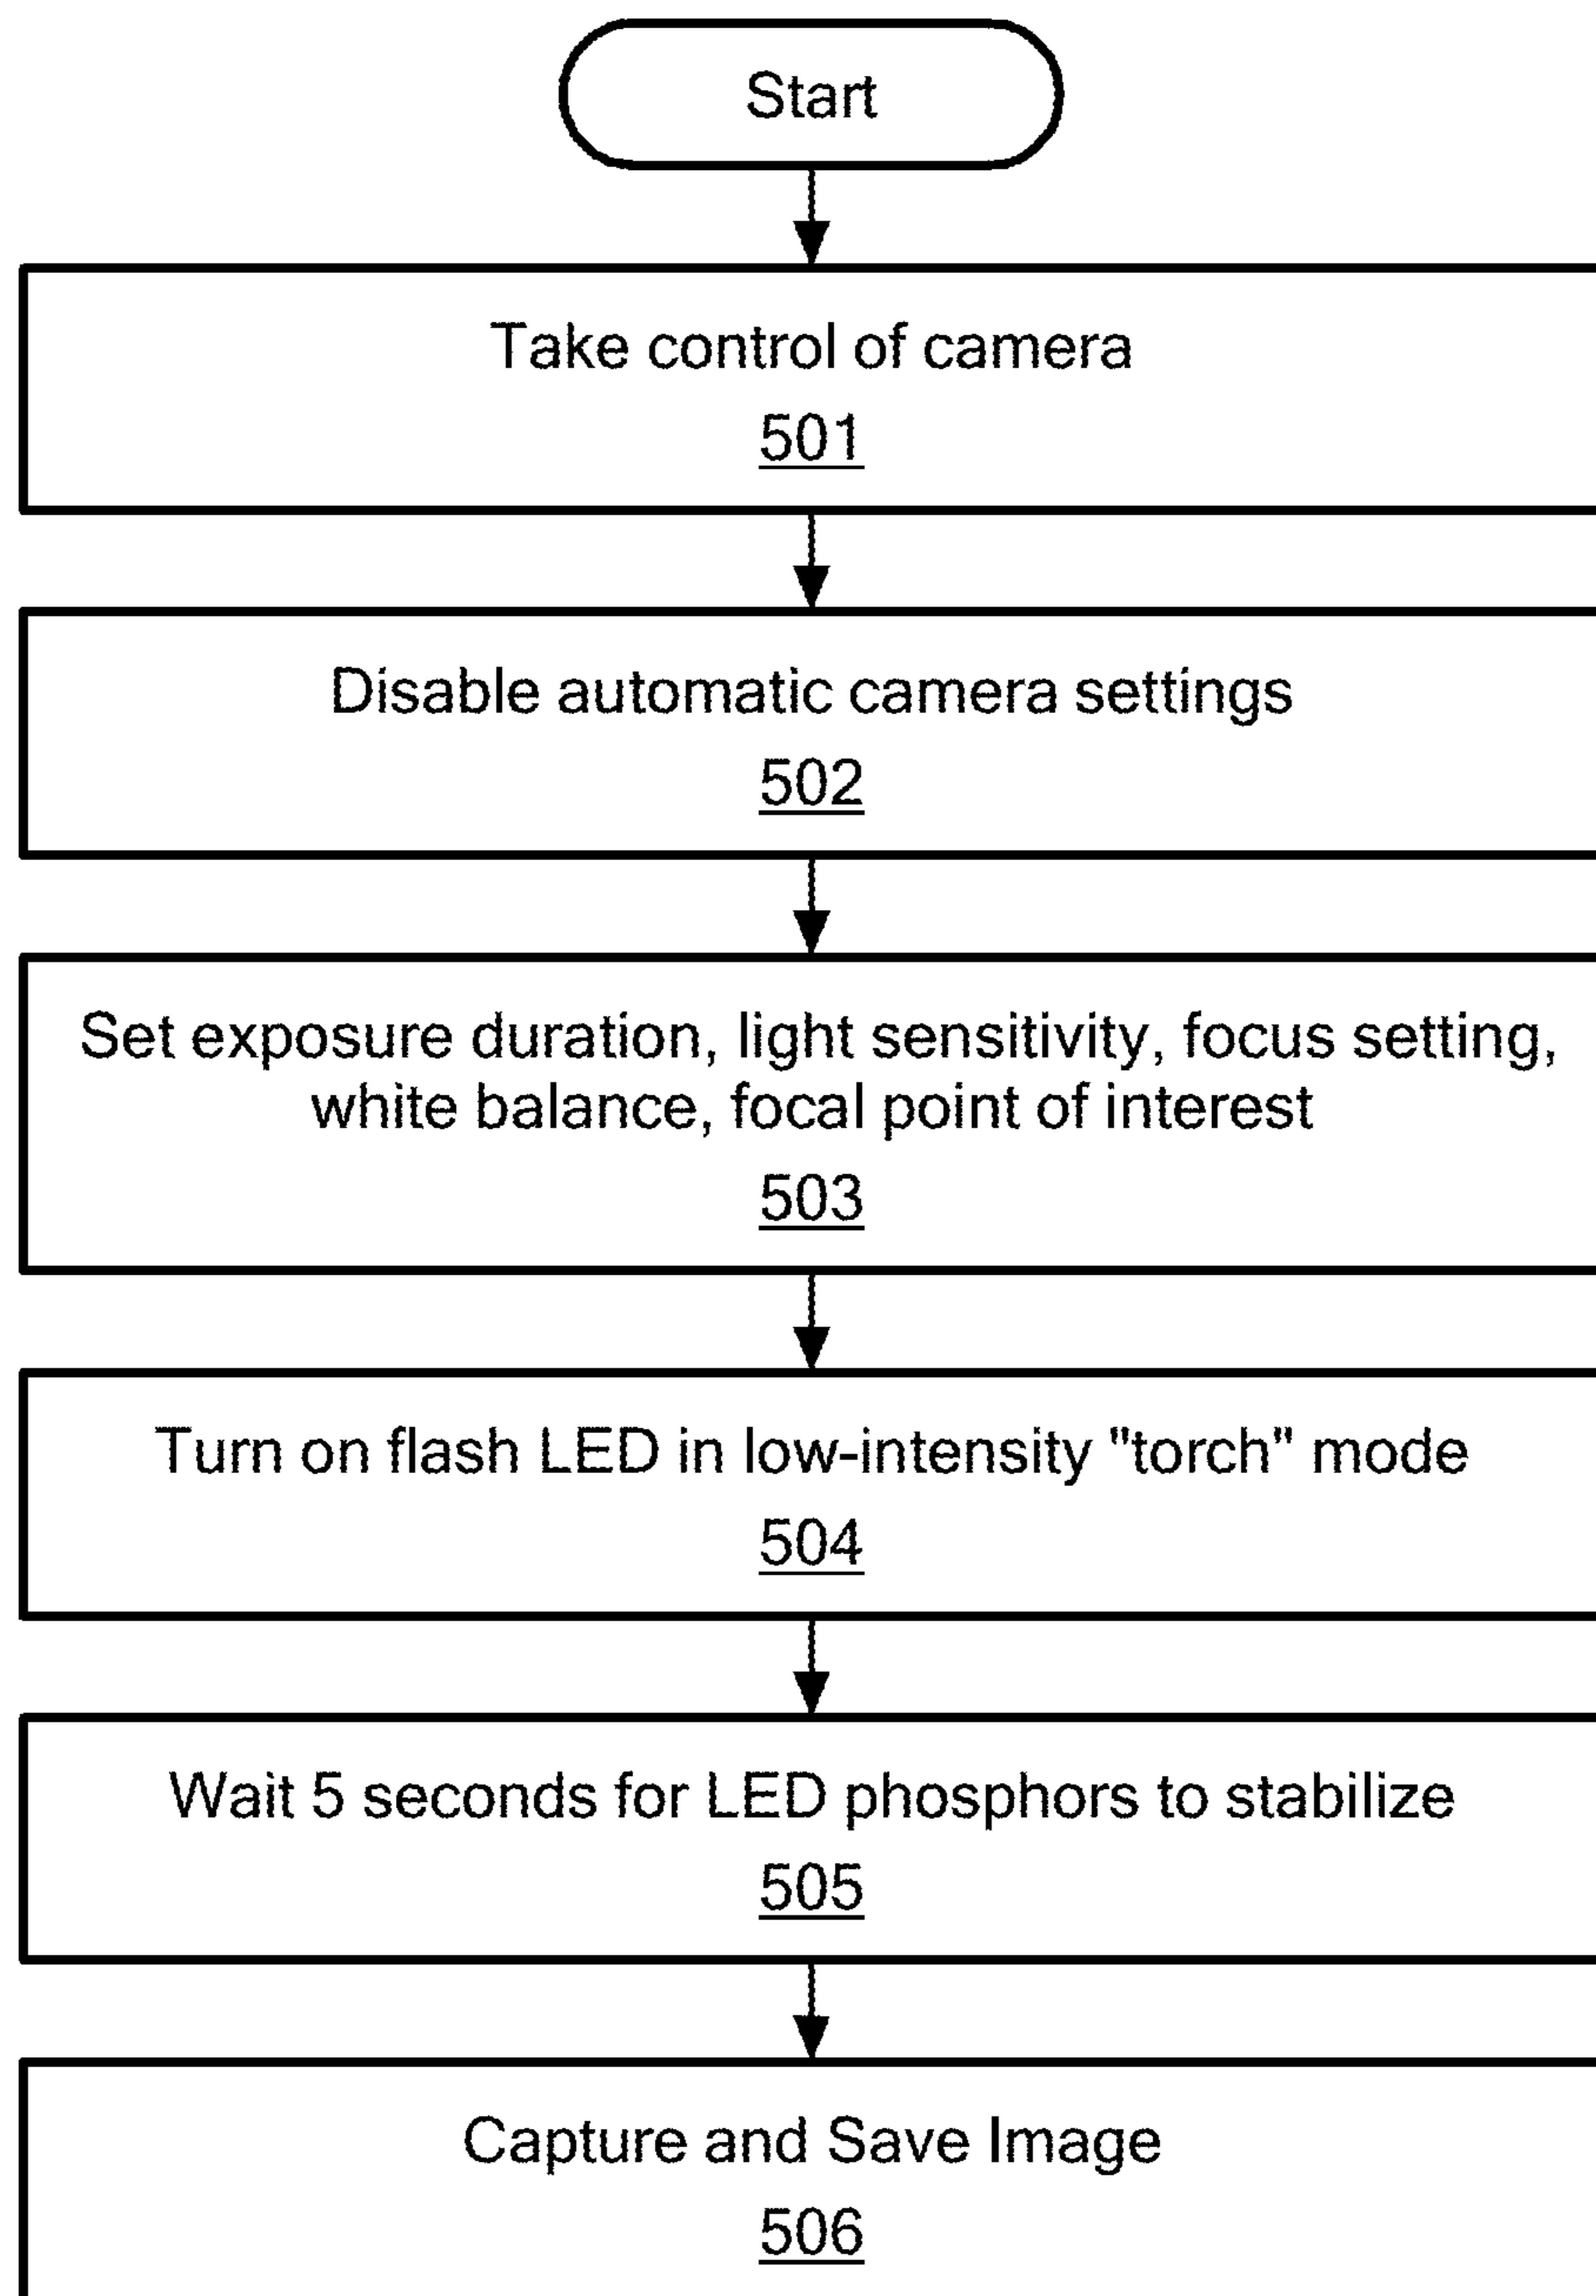 Start
Take control of camera
501
Disable automatic camera settings
502
Set exposure duration, light sensitivity, focus setting,
white balance, focal point of interest
503
Turn on flash LED in low-intensity "torch" mode
504
Wait 5 seconds for LED phosphors to stabilize
505
Capture and Save Image
506